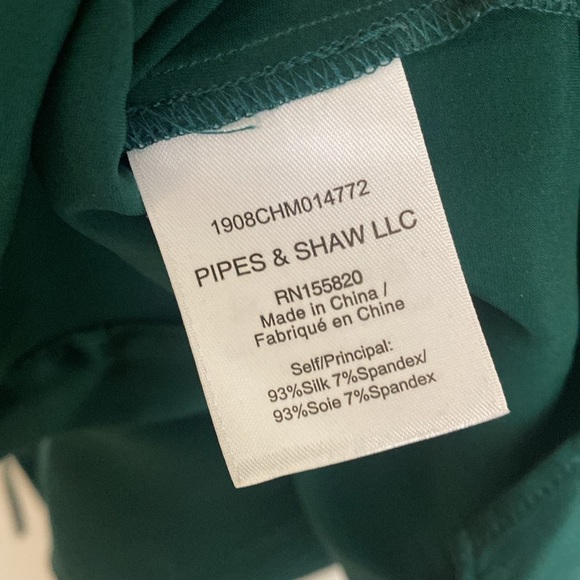 1908CHM014772
PIPES & SHAW LLC
RN155820
Made in China /
Fabriqué en Chine
Self/Principal:
93%Silk 7%Spandex/
93%Soie 7%Spandex